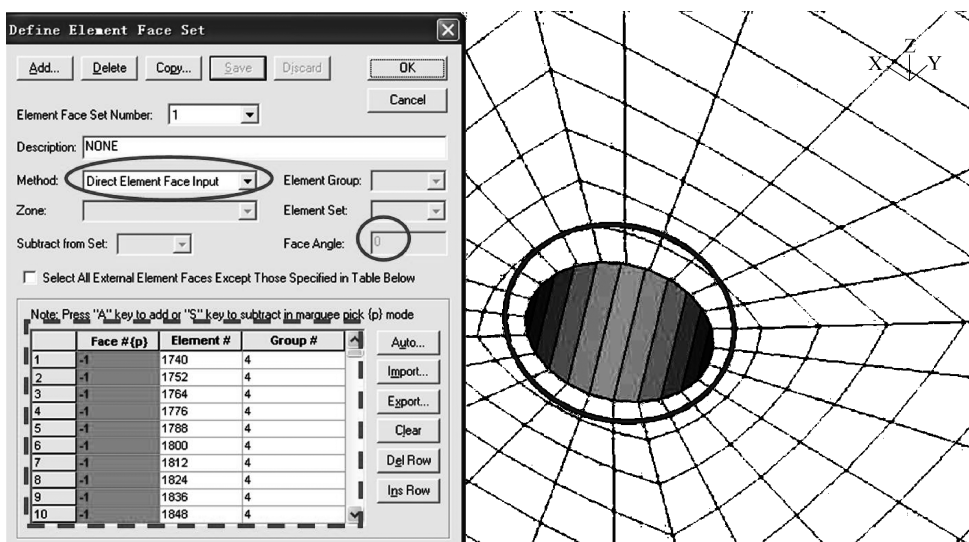 Define Element Face Set
Add... Delete Copy... Save Discard OK
Cancel
Element Face Set Number: 1
Description: NONE
Method: Direct Element Face Input Element Group:
Zone: Element Set:
Subtract from Set: Face Angle: 0
Select All External Element Faces Except Those Specified in Table Below
Note: Press "A" key to add or "S" key to subtract in marquee pick {p} mode
Face #{p} Element # Group #
1 -1 1740 4
2 -1 1752 4
3 -1 1764 4
4 -1 1776 4
5 -1 1788 4
6 -1 1800 4
7 -1 1812 4
8 -1 1824 4
9 -1 1836 4
10 -1 1848 4
Auto...
Import...
Export...
Clear
Del Row
Ins Row
Z
X Y